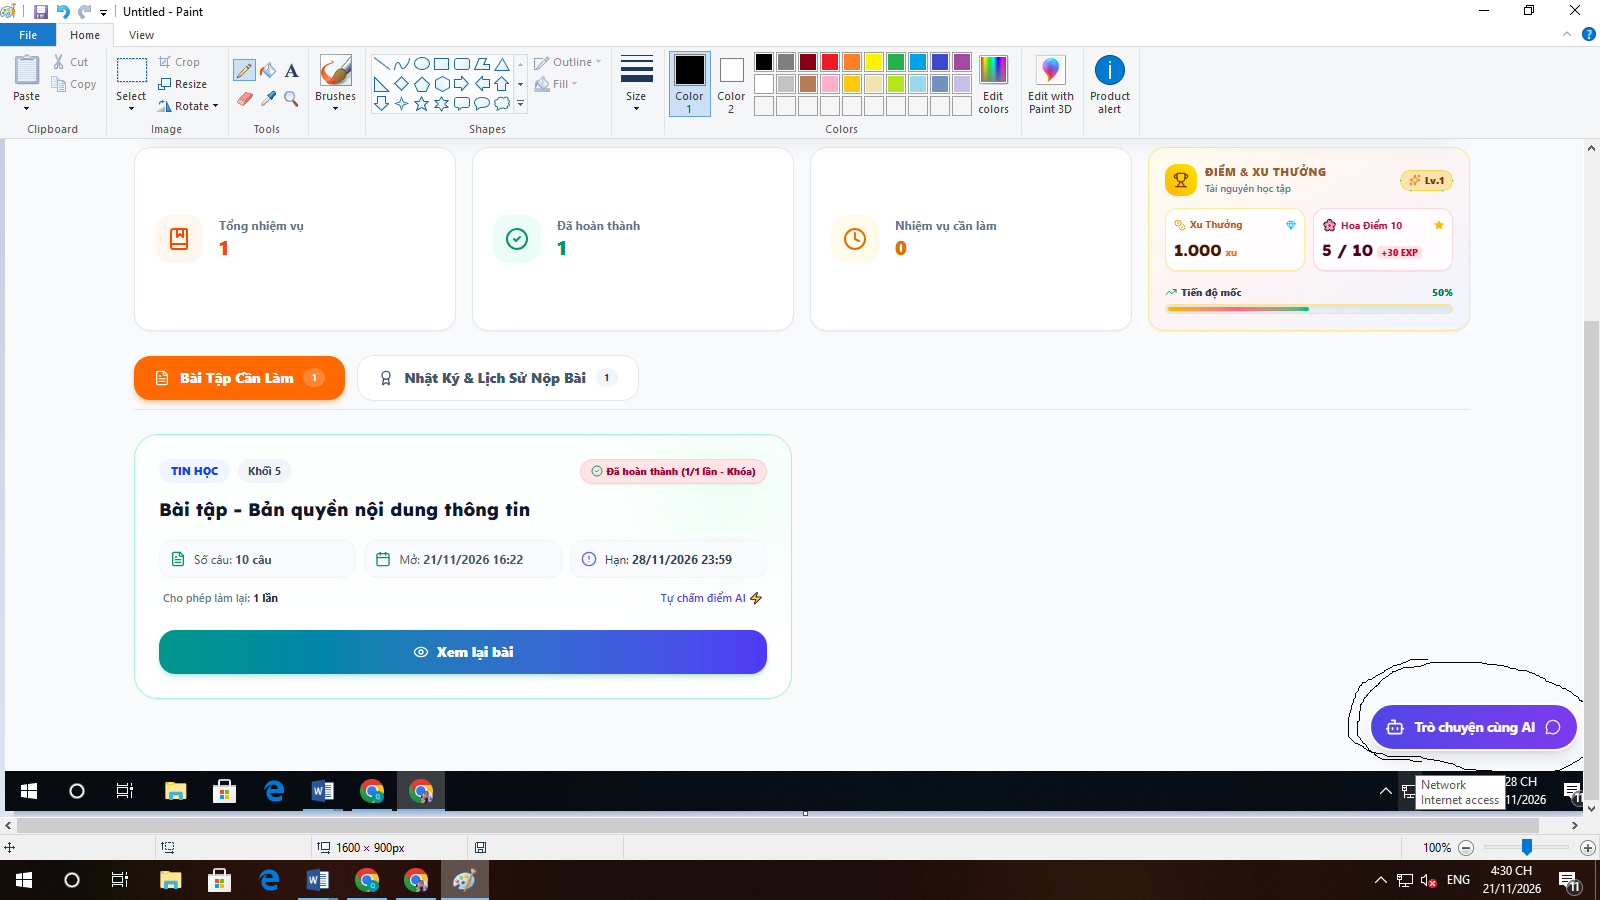 Untitled - Paint
File
Home
View
Paste
Cut
Copy
Clipboard
Select
Crop
Resize
Rotate
Image
A
Tools
Brushes
Shapes
Outline
Fill
Size
Color 1
Color 2
Edit colors
Colors
Edit with Paint 3D
Product alert
Tổng nhiệm vụ
1
Đã hoàn thành
1
Nhiệm vụ cần làm
0
ĐIỂM & XU THƯỞNG
Tài nguyên học tập
Lv.1
Xu Thưởng
1.000 xu
Hoa Điểm 10
5 / 10 +30 EXP
Tiến độ mốc
50%
Bài Tập Cần Làm 1
Nhật Ký & Lịch Sử Nộp Bài 1
TIN HỌC
Khối 5
Đã hoàn thành (1/1 lần - Khóa)
Bài tập - Bản quyền nội dung thông tin
Số câu: 10 câu
Mở: 21/11/2026 16:22
Hạn: 28/11/2026 23:59
Cho phép làm lại: 1 lần
Tự chấm điểm AI
Xem lại bài
Trò chuyện cùng AI
Network
Internet access
28 CH
11/2026
11
1600 × 900px
100%
ENG
4:30 CH
21/11/2026
11